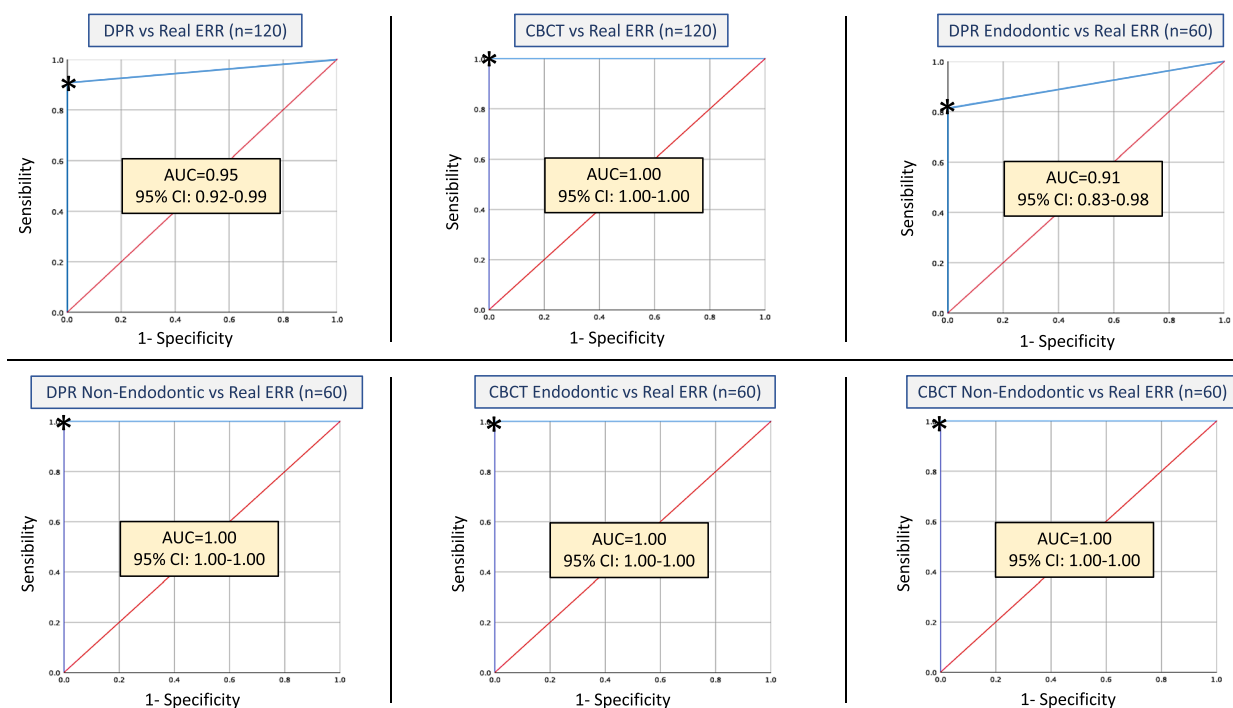 DPR vs Real ERR (n=120)
1.0
*
0.8
0.6
0.4
0.2
0.0
Sensibility
AUC=0.95
95% CI: 0.92-0.99
0.0 0.2 0.4 0.6 0.8 1.0
1- Specificity
CBCT vs Real ERR (n=120)
*
0.8
0.6
0.4
0.2
0.0
Sensibility
AUC=1.00
95% CI: 1.00-1.00
0.0 0.2 0.4 0.6 0.8 1.0
1- Specificity
DPR Endodontic vs Real ERR (n=60)
1.0
*
0.8
0.6
0.4
0.2
0.0
Sensibility
AUC=0.91
95% CI: 0.83-0.98
0.0 0.2 0.4 0.6 0.8 1.0
1- Specificity
DPR Non-Endodontic vs Real ERR (n=60)
*
0.8
0.6
0.4
0.2
0.0
Sensibility
AUC=1.00
95% CI: 1.00-1.00
0.0 0.2 0.4 0.6 0.8 1.0
1- Specificity
CBCT Endodontic vs Real ERR (n=60)
*
0.8
0.6
0.4
0.2
0.0
Sensibility
AUC=1.00
95% CI: 1.00-1.00
0.0 0.2 0.4 0.6 0.8 1.0
1- Specificity
CBCT Non-Endodontic vs Real ERR (n=60)
*
0.8
0.6
0.4
0.2
0.0
Sensibility
AUC=1.00
95% CI: 1.00-1.00
0.0 0.2 0.4 0.6 0.8 1.0
1- Specificity